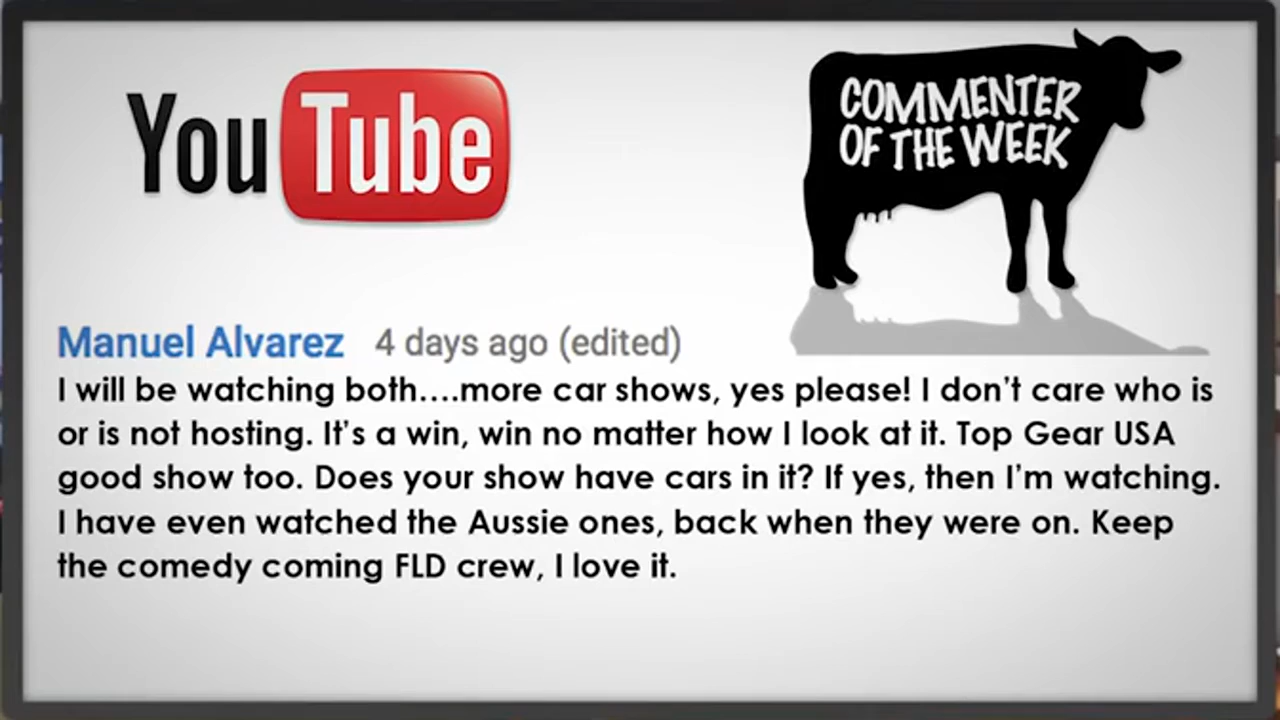 YouTube
COMMENTER
OF THE WEEK
Manuel Alvarez 4 days ago (edited)
I will be watching both....more car shows, yes please! I don't care who is
or is not hosting. It's a win, win no matter how I look at it. Top Gear USA
good show too. Does your show have cars in it? If yes, then I'm watching.
I have even watched the Aussie ones, back when they were on. Keep
the comedy coming FLD crew, I love it.